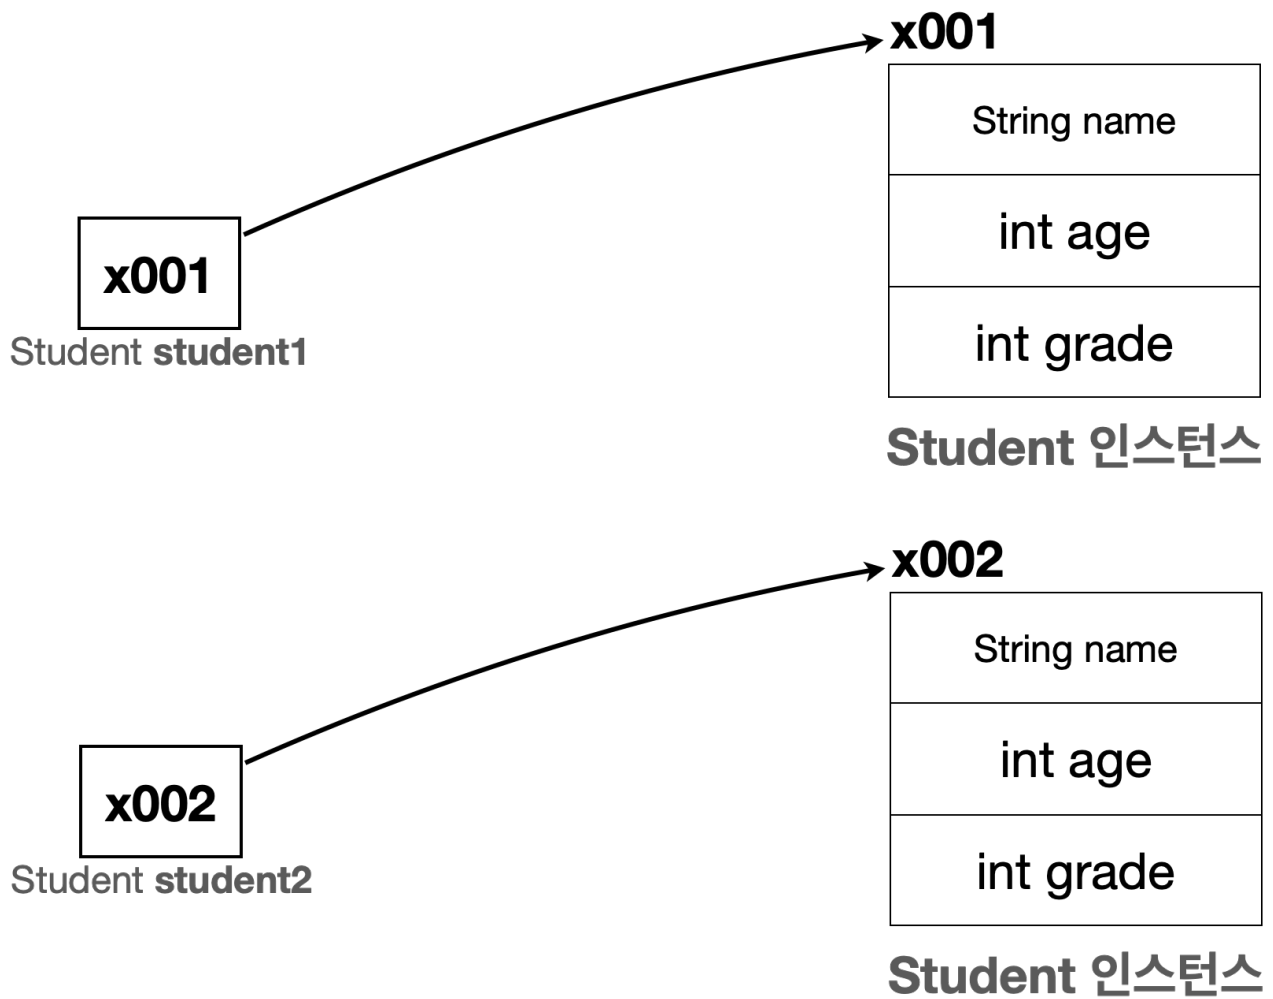 x001
String name
int age
int grade
Student 인스턴스
x001
Student student1
x002
String name
int age
int grade
Student 인스턴스
x002
Student student2